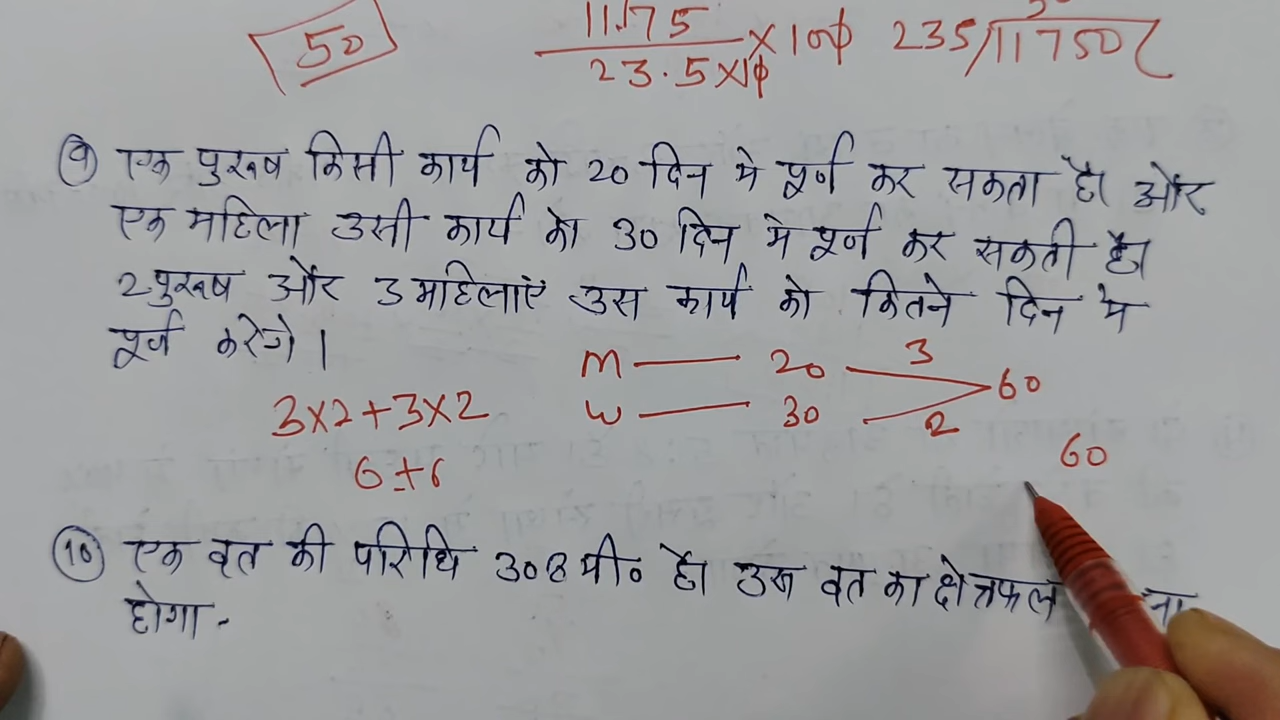 50
11.75
23.5×10 ×100 235/11750(
(9) एक पुरूष किसी कार्य को 20 दिन मे पूर्ण कर सकता है। और
एक महिला उसी कार्य को 30 दिन मे पूर्ण कर सकती है।
2 पुरूष और 3 महिलाएं उस कार्य को कितने दिन मे
पूर्ण करेगे।
M — 20 3 60
W — 30 2
3×2+3×2
6+6
60
(10) एक वृत की परिधि 308 मी० है। उस वृत का क्षेत्रफल
होगा -